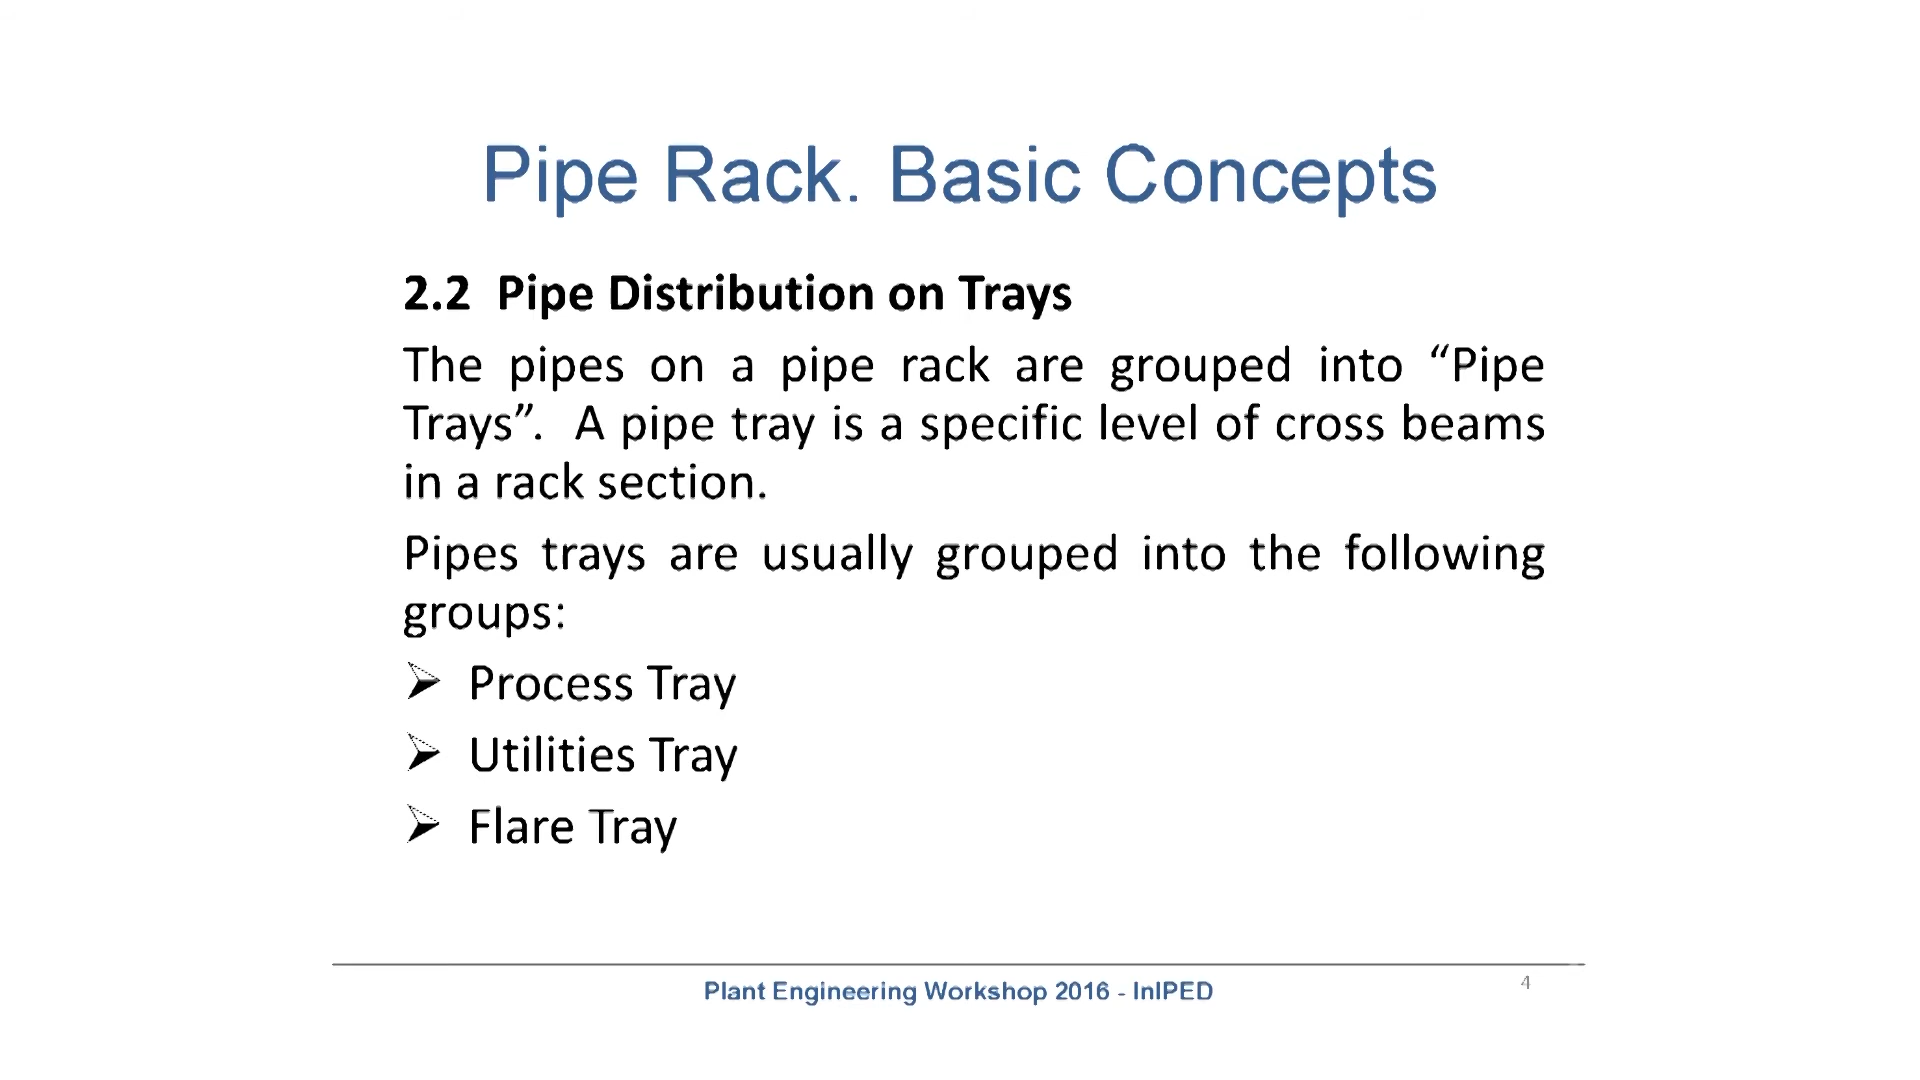 Pipe Rack. Basic Concepts
2.2 Pipe Distribution on Trays
The pipes on a pipe rack are grouped into “Pipe
Trays”. A pipe tray is a specific level of cross beams
in a rack section.
Pipes trays are usually grouped into the following
groups:
➢ Process Tray
➢ Utilities Tray
➢ Flare Tray
Plant Engineering Workshop 2016 - InIPED
4